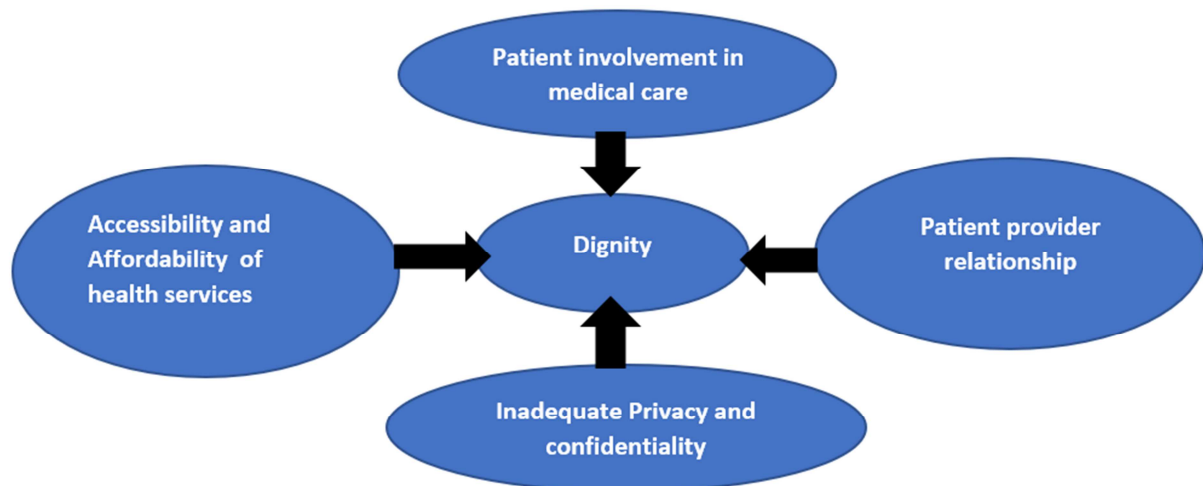 Patient involvement in
medical care
Accessibility and
Affordability of
health services
Dignity
Patient provider
relationship
Inadequate Privacy and
confidentiality